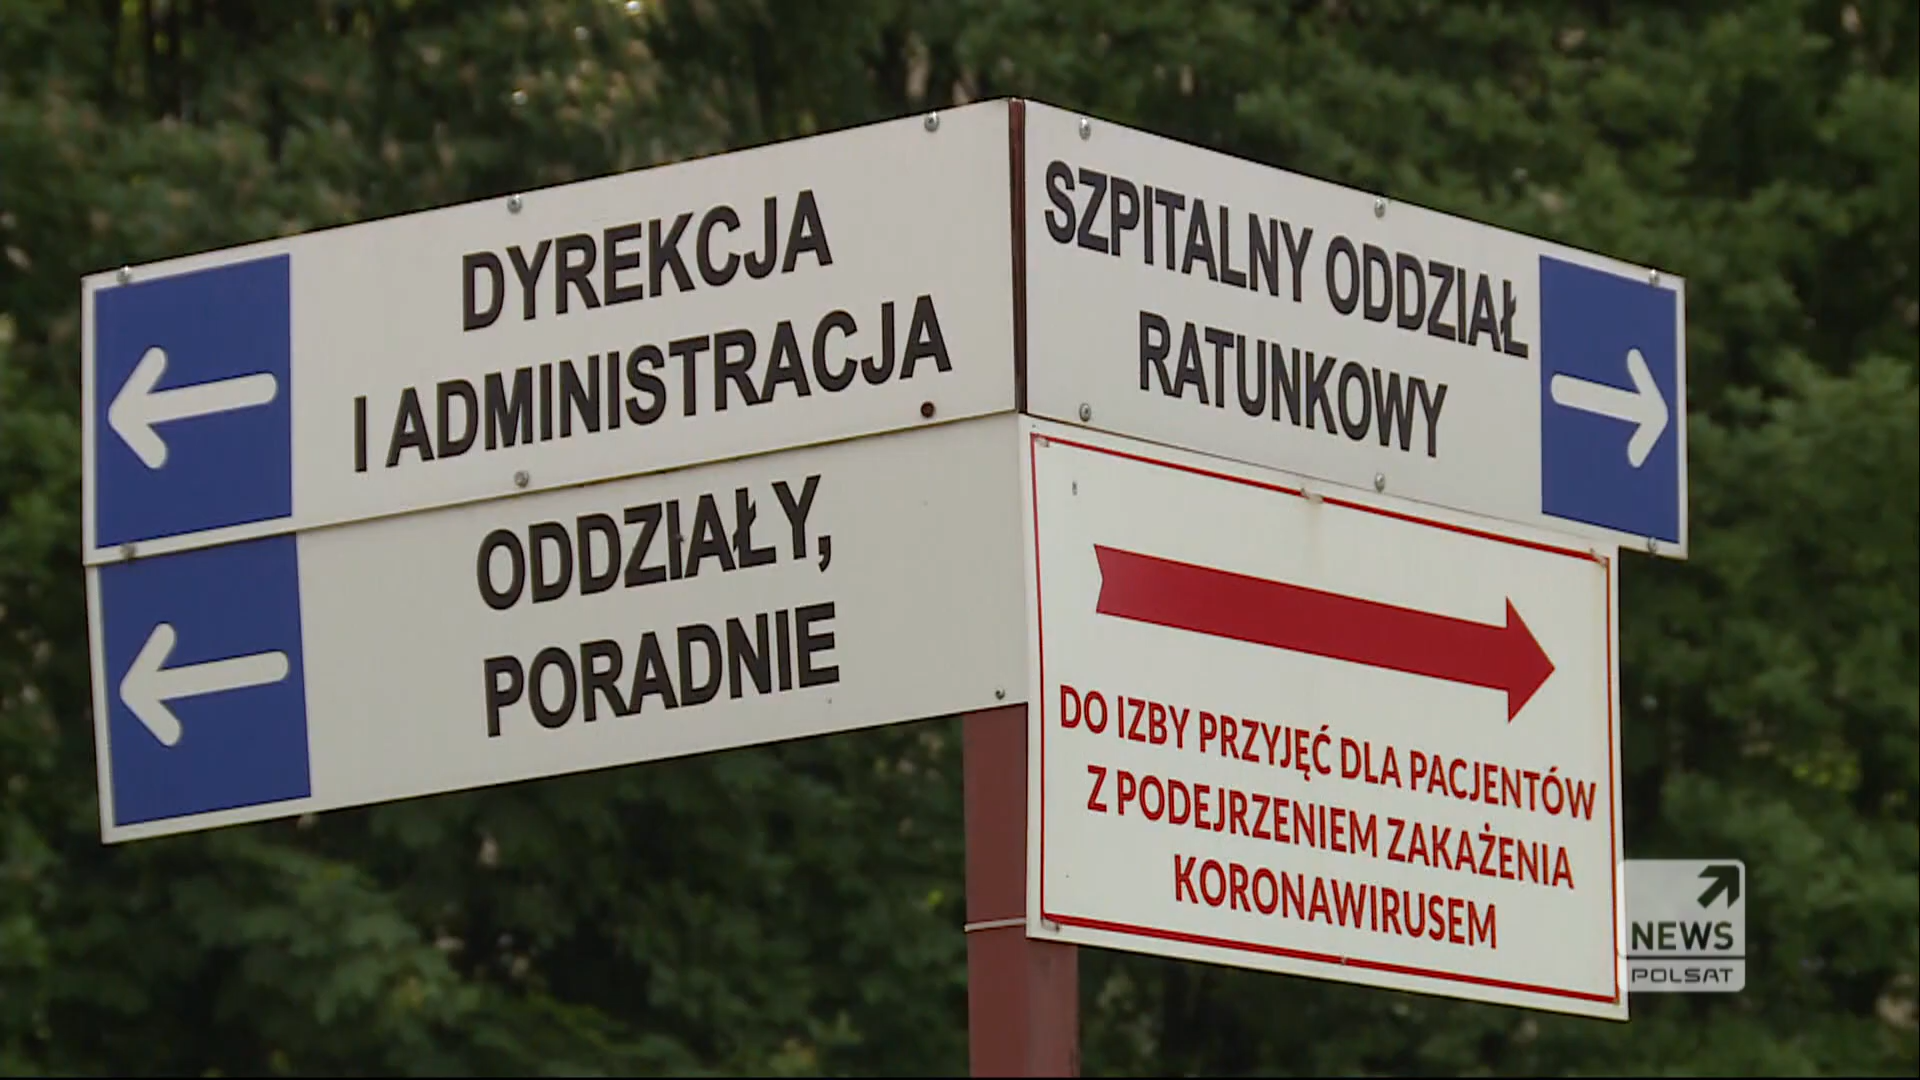 DYREKCJA
I ADMINISTRACJA
ODDZIAŁY,
PORADNIE
SZPITALNY ODDZIAŁ
RATUNKOWY
DO IZBY PRZYJĘĆ DLA PACJENTÓW
Z PODEJRZENIEM ZAKAŻENIA
KORONAWIRUSEM
NEWS
POLSAT